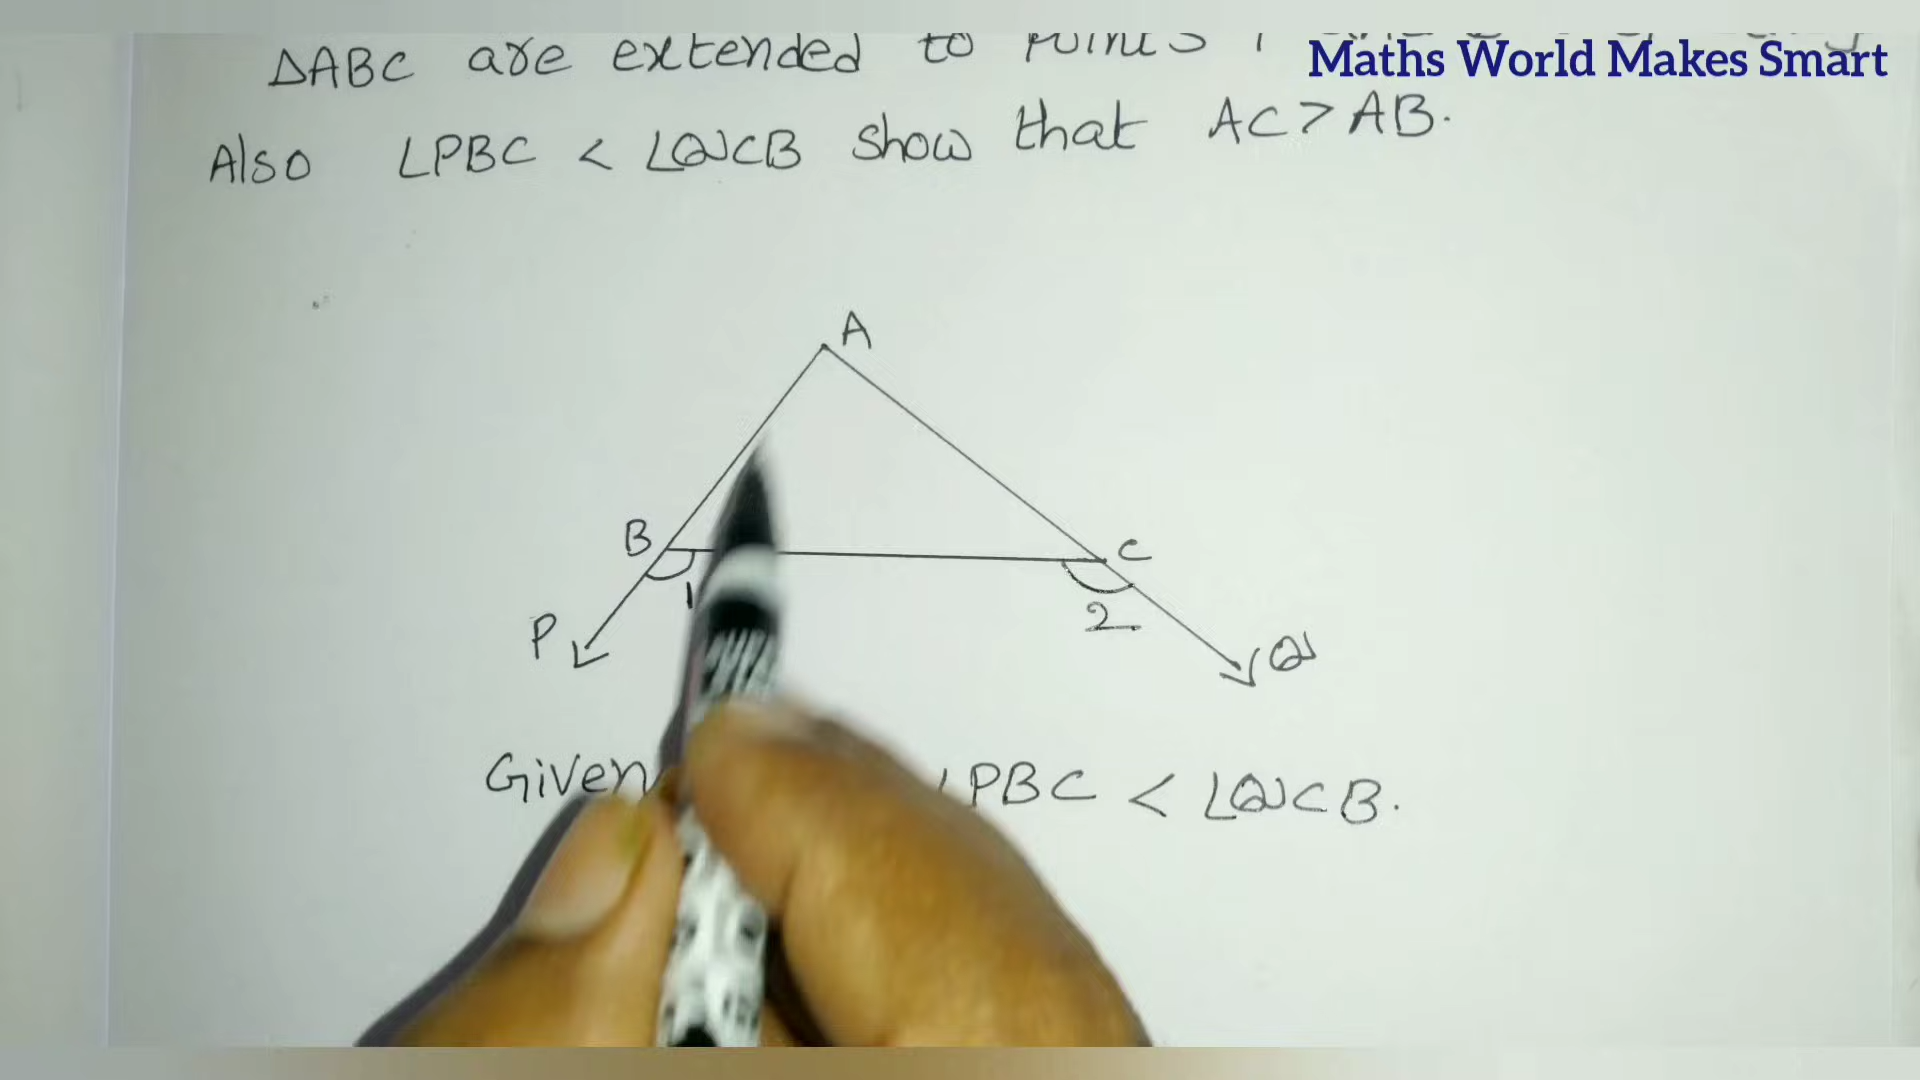 ΔABC are extended to points
Maths World Makes Smart
Also ∠PBC < ∠QCB show that AC > AB.
A
B
C
1
2
P
Q
Given ∠PBC < ∠QCB.